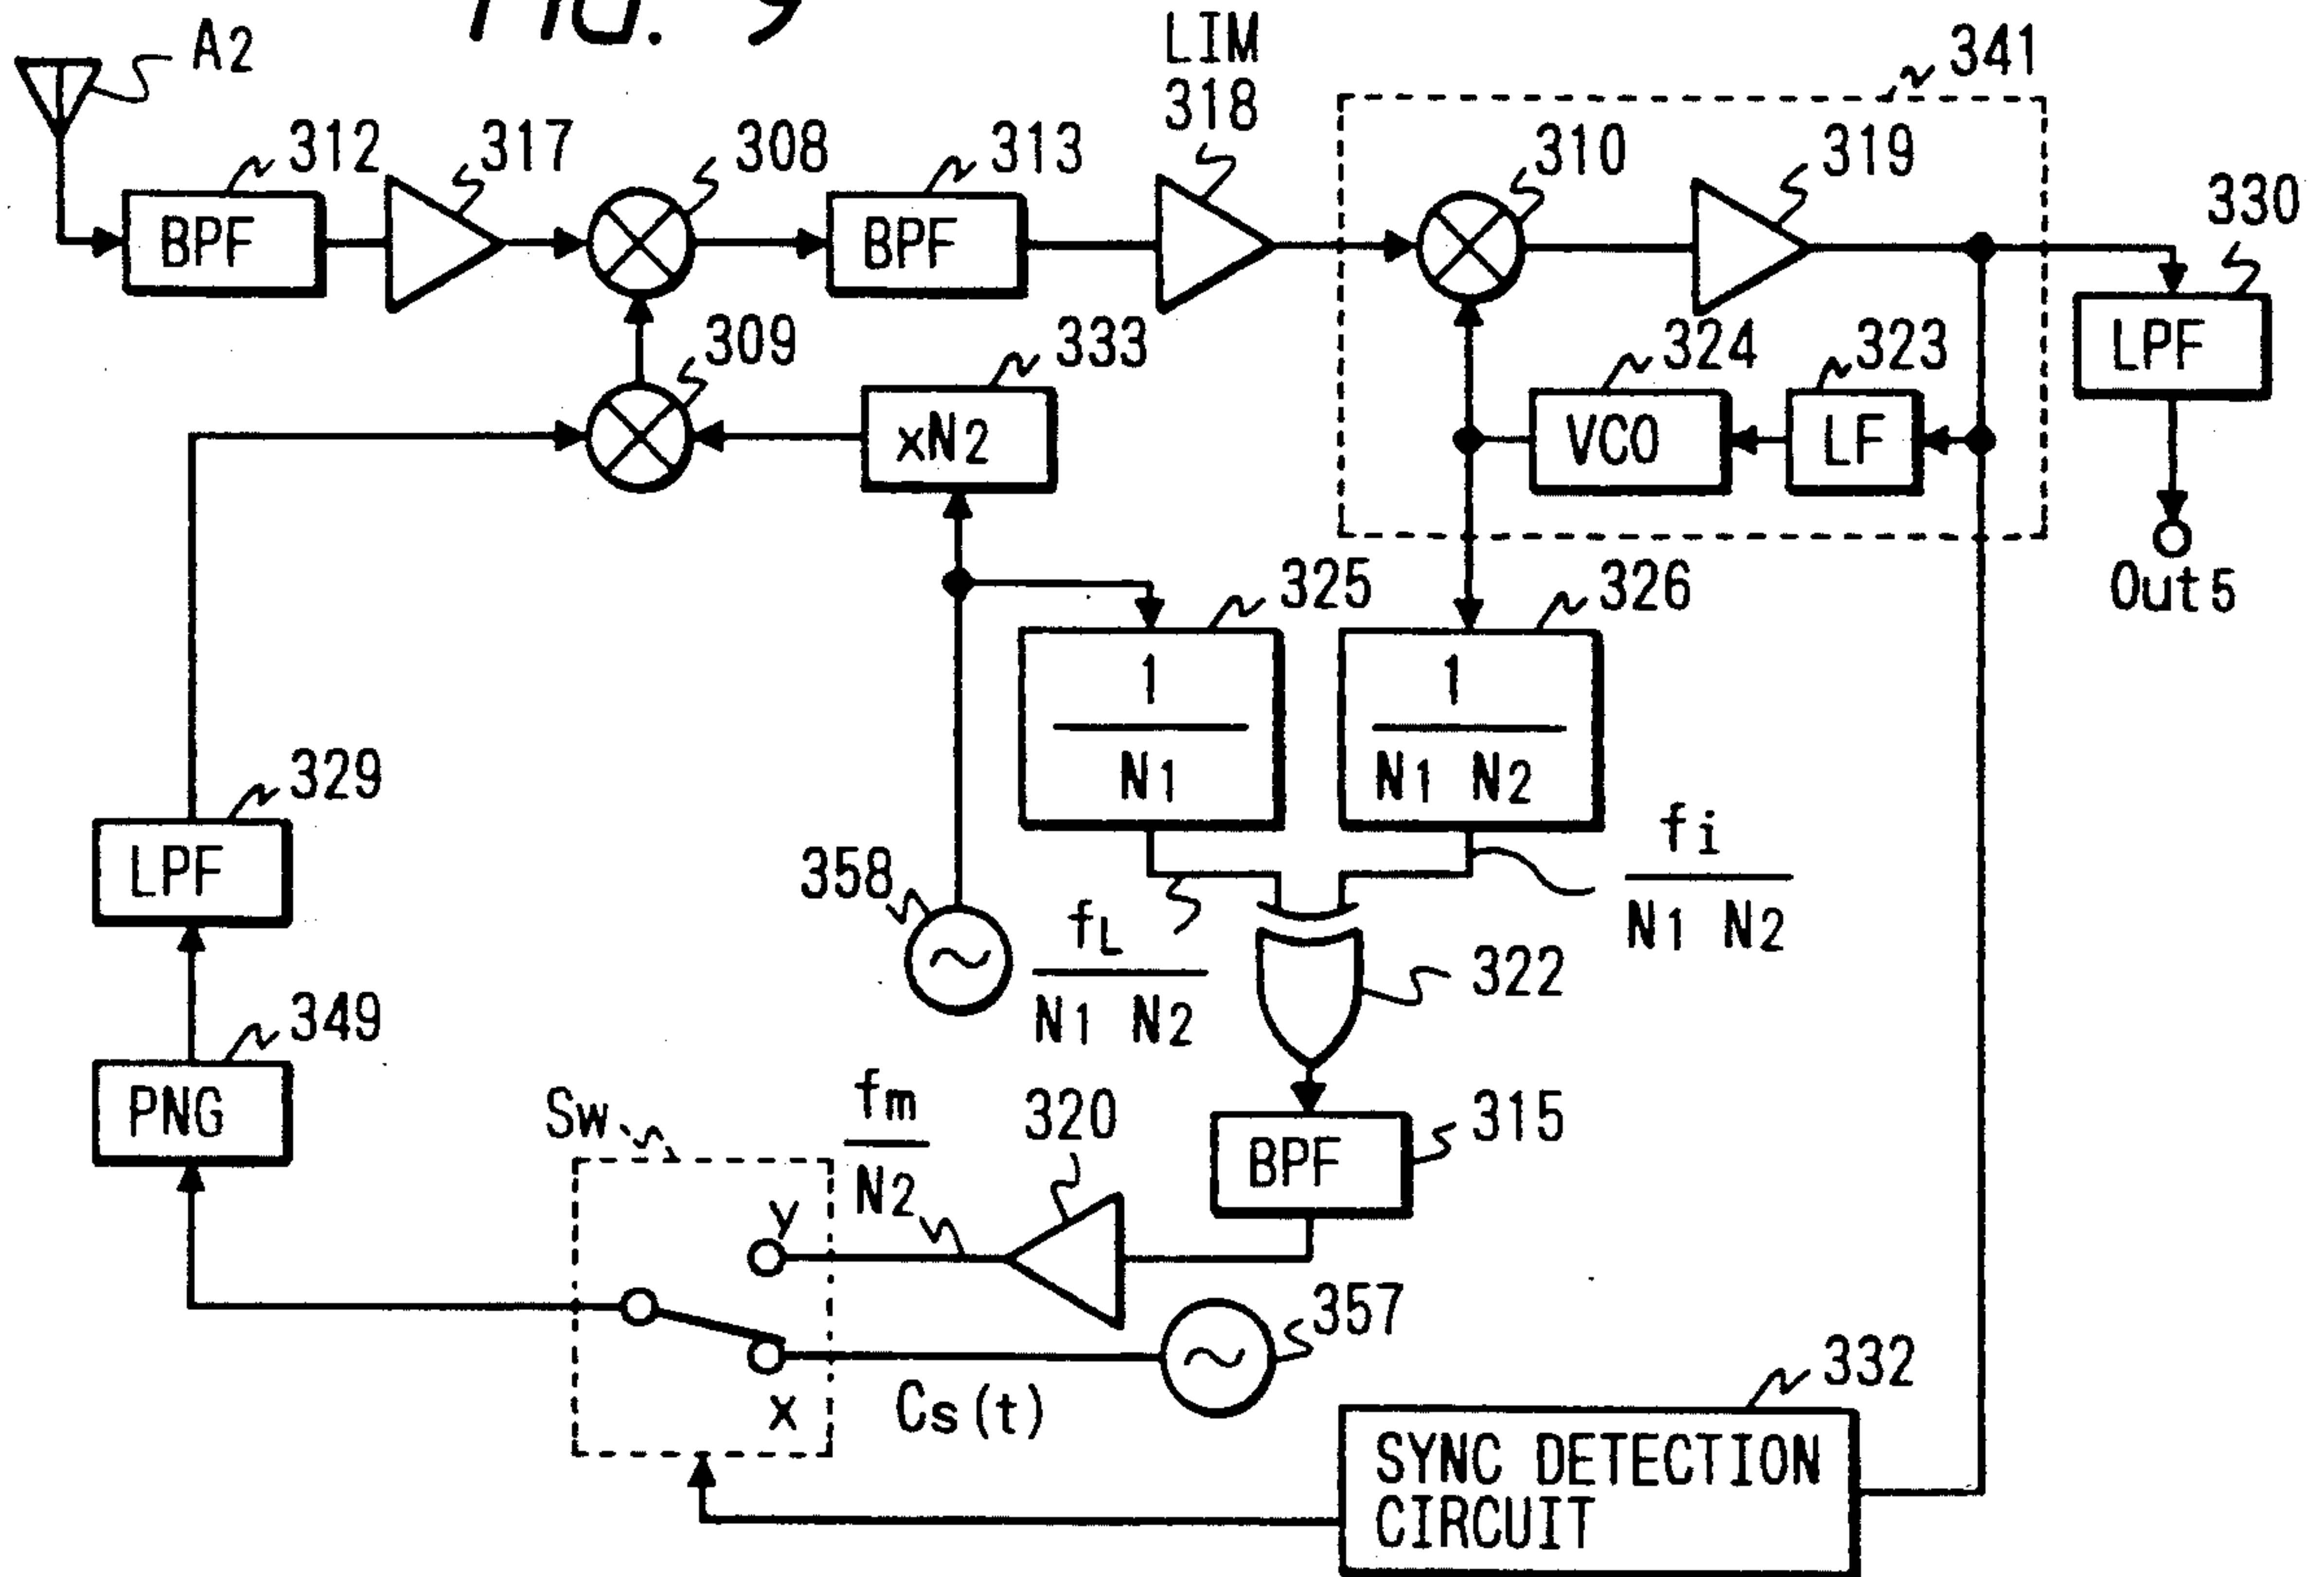 FIG. 9
A2
LIM
318
341
312
317
308
313
310
319
330
BPF
BPF
LPF
309
333
324
323
xN2
VCO
LF
Out5
325
326
1
N1
1
N1 N2
329
LPF
358
fL
N1 N2
fi
N1 N2
322
349
PNG
Sw
fm
N2
320
BPF
315
y
x
Cs(t)
357
332
SYNC DETECTION
CIRCUIT